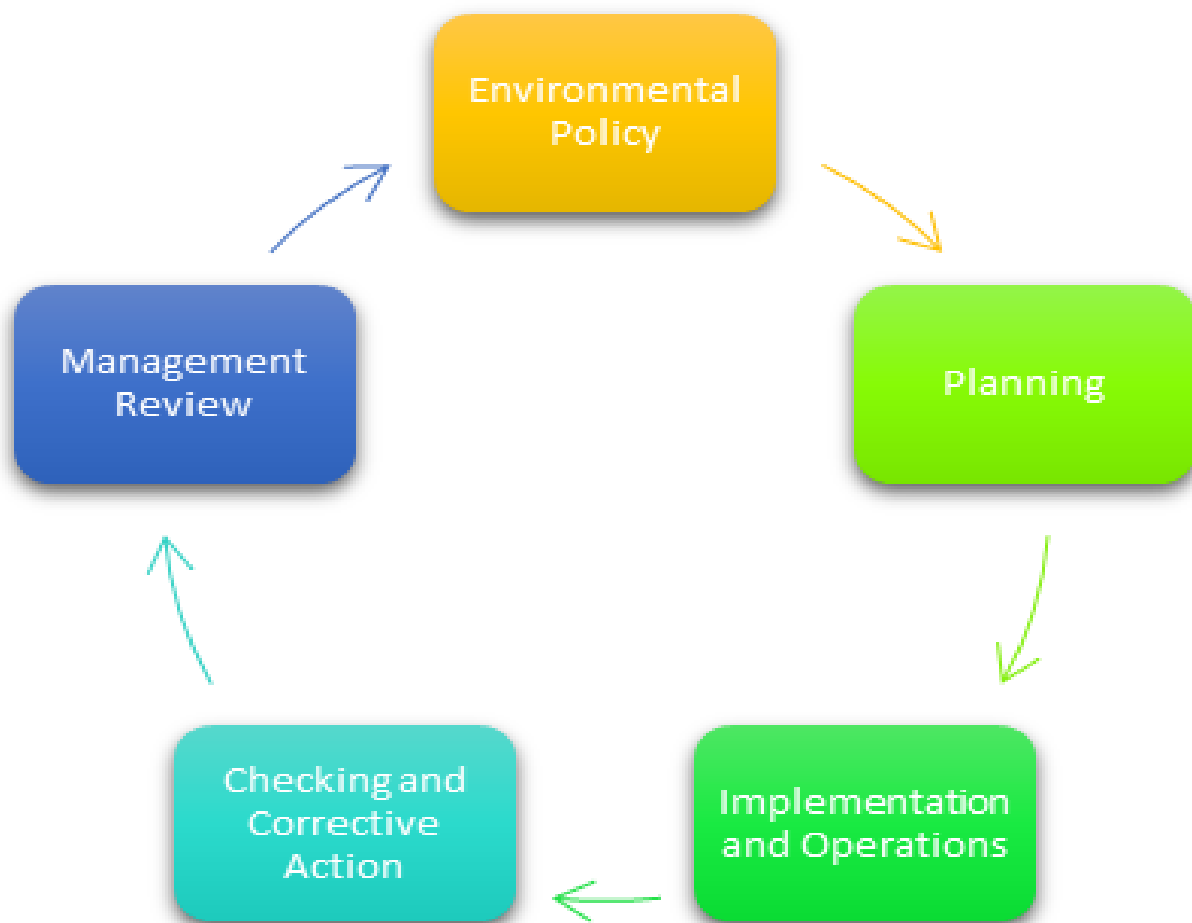 Environmental
Policy
Planning
Implementation
and Operations
Checking and
Corrective
Action
Management
Review